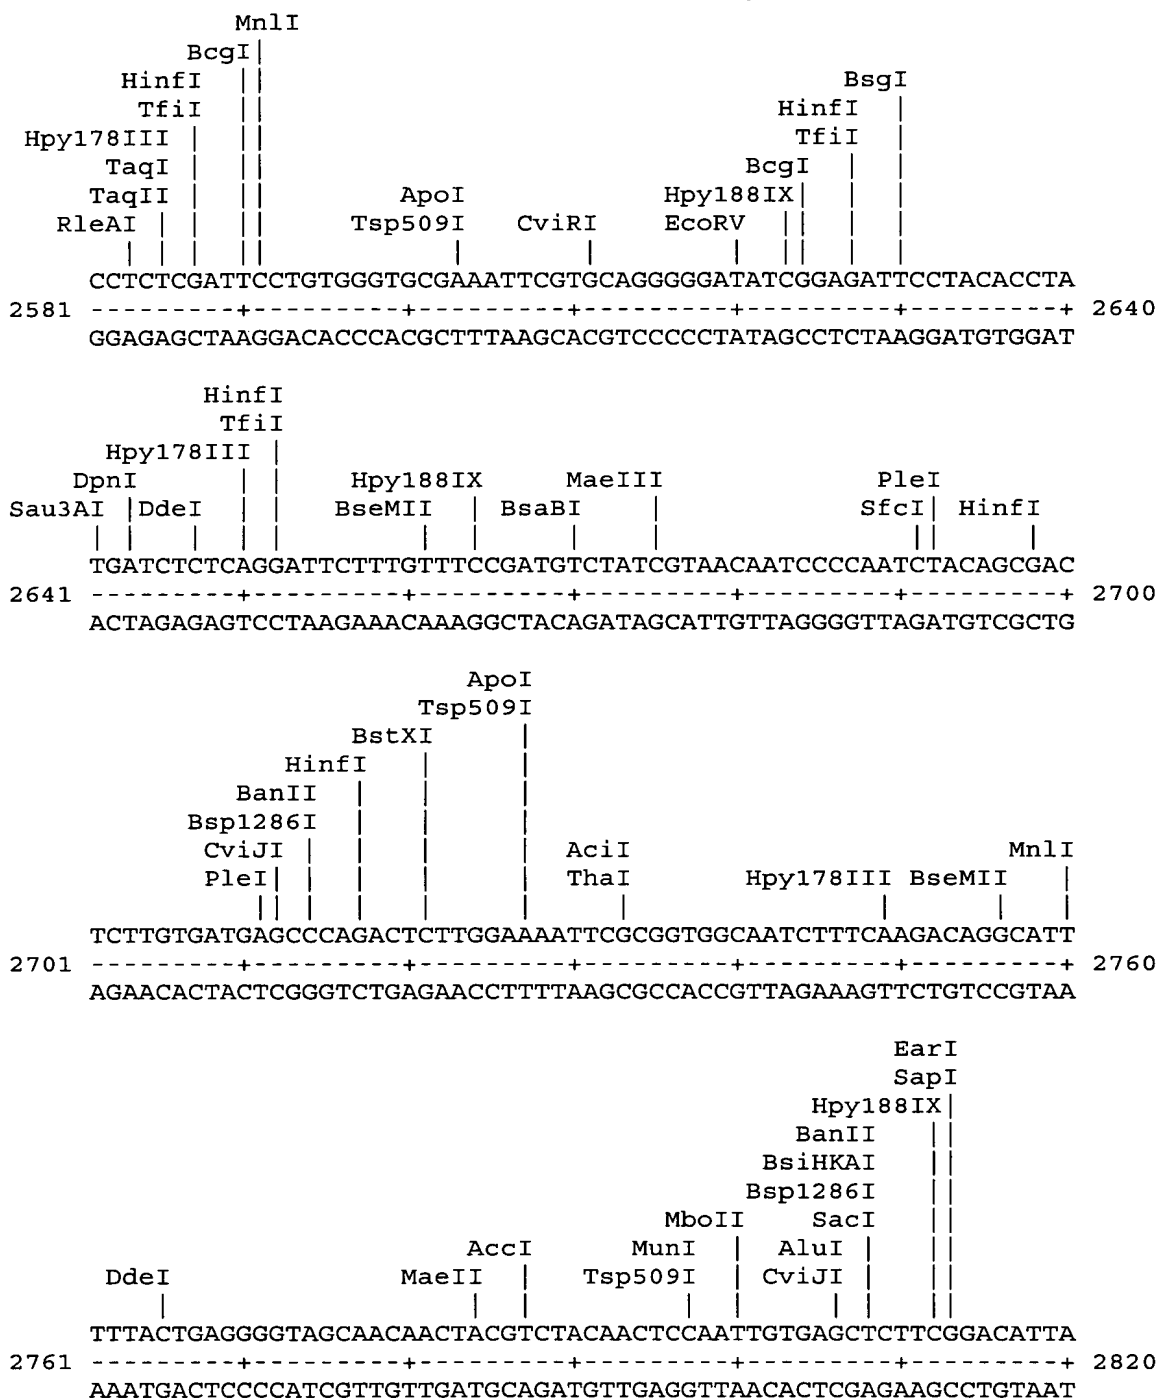 MnlI
BcgI
HinfI BsgI
TfiI HinfI
Hpy178III TfiI
TaqI BcgI
TaqII ApoI Hpy188IX
RleAI Tsp509I CviRI EcoRV
CCTCTCGATTCCTGTGGGTGCGAAATTCGTGCAGGGGGATATCGGAGATTCCTACACCTA
2581 ---------+---------+---------+---------+---------+---------+ 2640
GGAGAGCTAAGGACACCCACGCTTTAAGCACGTCCCCCTATAGCCTCTAAGGATGTGGAT
HinfI
TfiI
Hpy178III
DpnI Hpy188IX MaeIII PleI
Sau3AI DdeI BseMII BsaBI SfcI HinfI
TGATCTCTCAGGATTCTTTGTTTCCGATGTCTATCGTAACAATCCCCAATCTACAGCGAC
2641 ---------+---------+---------+---------+---------+---------+ 2700
ACTAGAGAGTCCTAAGAAACAAAGGCTACAGATAGCATTGTTAGGGGTTAGATGTCGCTG
ApoI
Tsp509I
BstXI
HinfI
BanII
Bsp1286I
CviJI AciI MnlI
PleI ThaI Hpy178III BseMII
TCTTGTGATGAGCCCAGACTCTTGGAAAATTCGCGGTGGCAATCTTTCAAGACAGGCATT
2701 ---------+---------+---------+---------+---------+---------+ 2760
AGAACACTACTCGGGTCTGAGAACCTTTTAAGCGCCACCGTTAGAAAGTTCTGTCCGTAA
EarI
SapI
Hpy188IX
BanII
BsiHKAI
Bsp1286I
MboII SacI
AccI MunI AluI
DdeI MaeII Tsp509I CviJI
TTTACTGAGGGGTAGCAACAACTACGTCTACAACTCCAATTGTGAGCTCTTCGGACATTA
2761 ---------+---------+---------+---------+---------+---------+ 2820
AAATGACTCCCCATCGTTGTTGATGCAGATGTTGAGGTTAACACTCGAGAAGCCTGTAAT